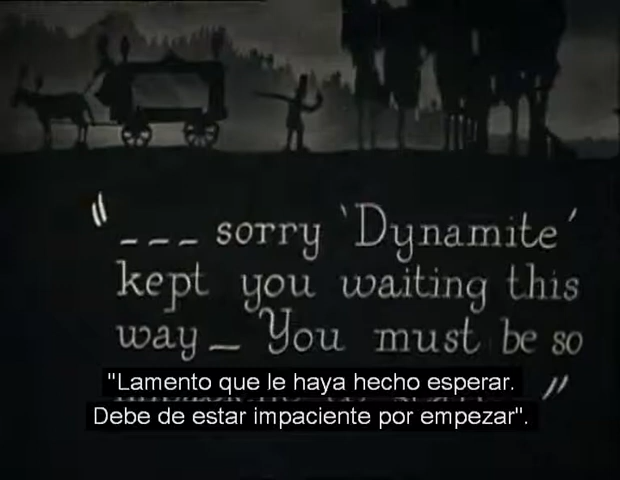 "--- sorry 'Dynamite'
kept you waiting this
way — You must be so
"Lamento que le haya hecho esperar.
Debe de estar impaciente por empezar".